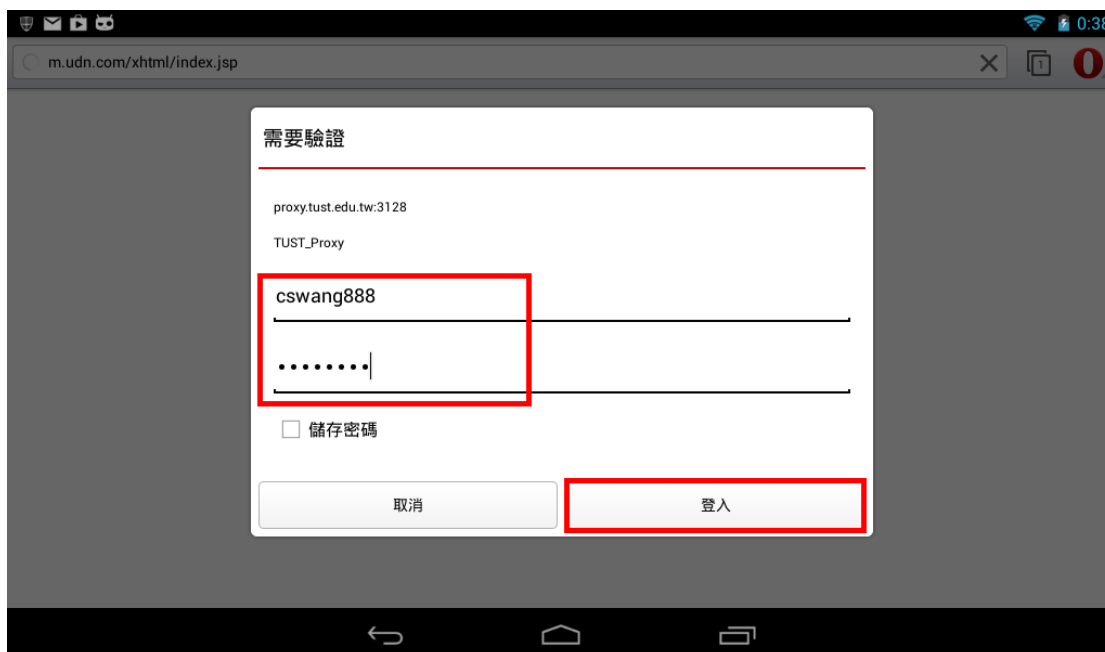 0:38
m.udn.com/xhtml/index.jsp
1
需要驗證
proxy.tust.edu.tw:3128
TUST_Proxy
cswang888
••••••••
儲存密碼
取消
登入